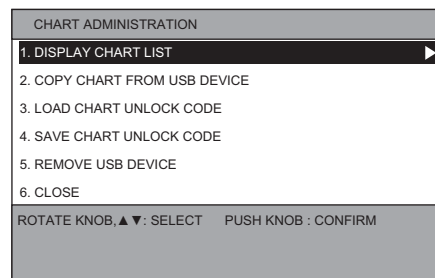 CHART ADMINISTRATION
1. DISPLAY CHART LIST
2. COPY CHART FROM USB DEVICE
3. LOAD CHART UNLOCK CODE
4. SAVE CHART UNLOCK CODE
5. REMOVE USB DEVICE
6. CLOSE
ROTATE KNOB,▲▼: SELECT PUSH KNOB : CONFIRM